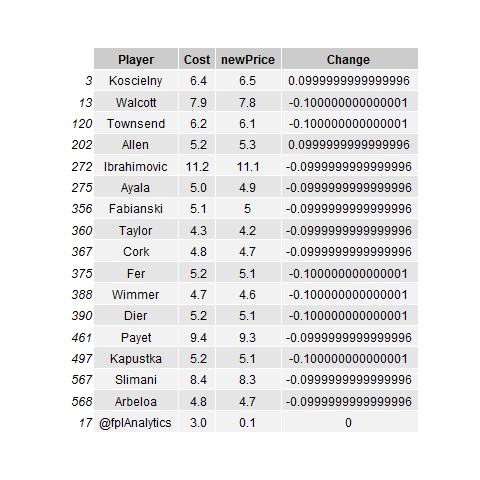 Player Cost newPrice Change
3 Koscielny 6.4 6.5 0.0999999999999996
13 Walcott 7.9 7.8 -0.100000000000001
120 Townsend 6.2 6.1 -0.100000000000001
202 Allen 5.2 5.3 0.0999999999999996
272 Ibrahimovic 11.2 11.1 -0.0999999999999996
275 Ayala 5.0 4.9 -0.0999999999999996
356 Fabianski 5.1 5 -0.0999999999999996
360 Taylor 4.3 4.2 -0.0999999999999996
367 Cork 4.8 4.7 -0.0999999999999996
375 Fer 5.2 5.1 -0.100000000000001
388 Wimmer 4.7 4.6 -0.100000000000001
390 Dier 5.2 5.1 -0.100000000000001
461 Payet 9.4 9.3 -0.0999999999999996
497 Kapustka 5.2 5.1 -0.100000000000001
567 Slimani 8.4 8.3 -0.0999999999999996
568 Arbeloa 4.8 4.7 -0.0999999999999996
17 @fplAnalytics 3.0 0.1 0